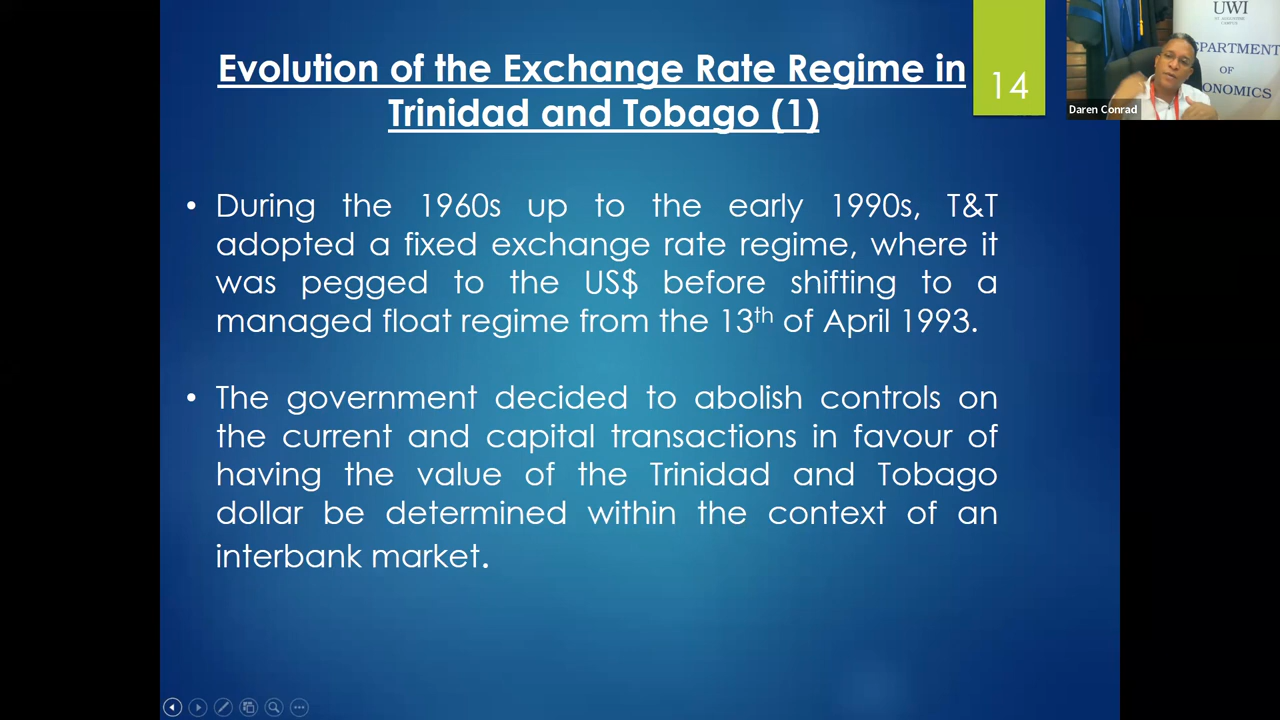 Evolution of the Exchange Rate Regime in
Trinidad and Tobago (1)
14
UWI
ST. AUGUSTINE
CAMPUS
EPARTMENT
OF
ONOMICS
Daren Conrad
• During the 1960s up to the early 1990s, T&T
adopted a fixed exchange rate regime, where it
was pegged to the US$ before shifting to a
managed float regime from the 13th of April 1993.
• The government decided to abolish controls on
the current and capital transactions in favour of
having the value of the Trinidad and Tobago
dollar be determined within the context of an
interbank market.